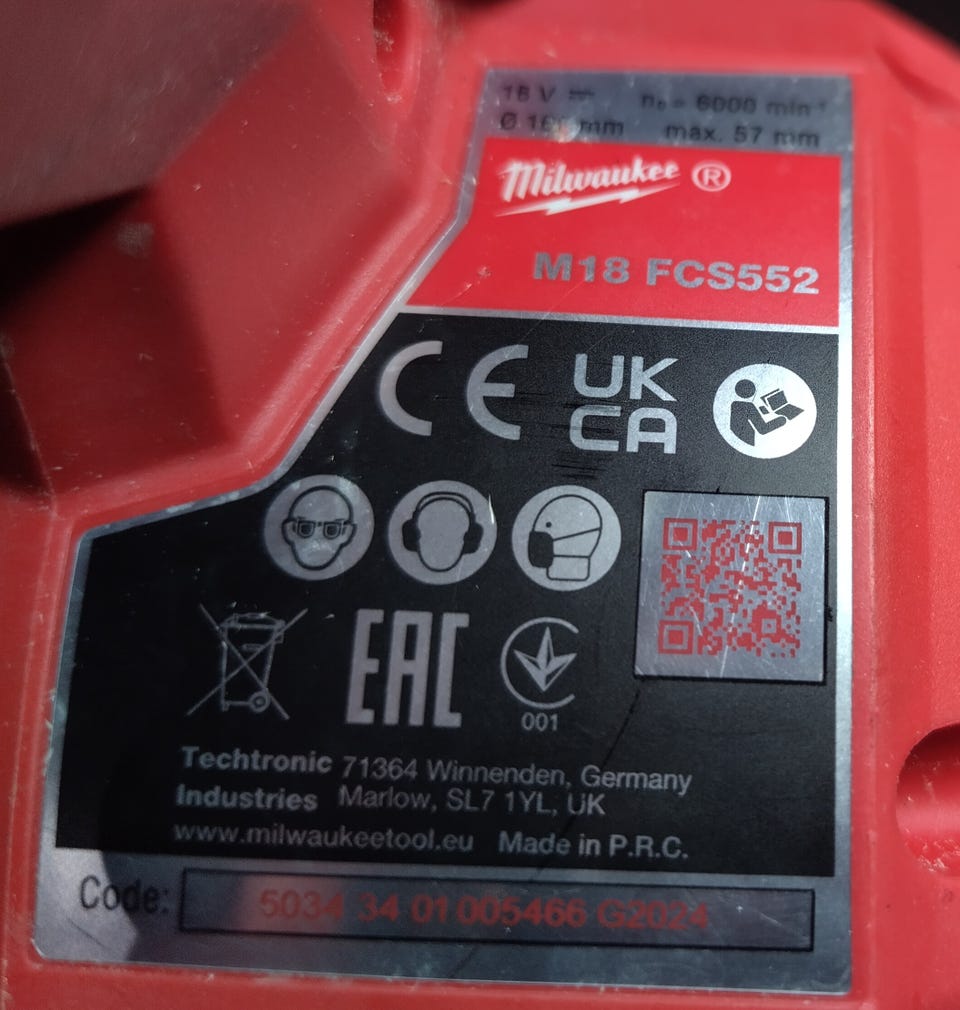 18 V ⎓ n₀ = 6000 min⁻¹
Ø mm max. 57 mm
Milwaukee ®
M18 FCS552
CE UK CA
EAC
001
Techtronic Industries
71364 Winnenden, Germany
Marlow, SL7 1YL, UK
www.milwaukeetool.eu Made in P.R.C.
Code: 5034 34 01 005466 G2024